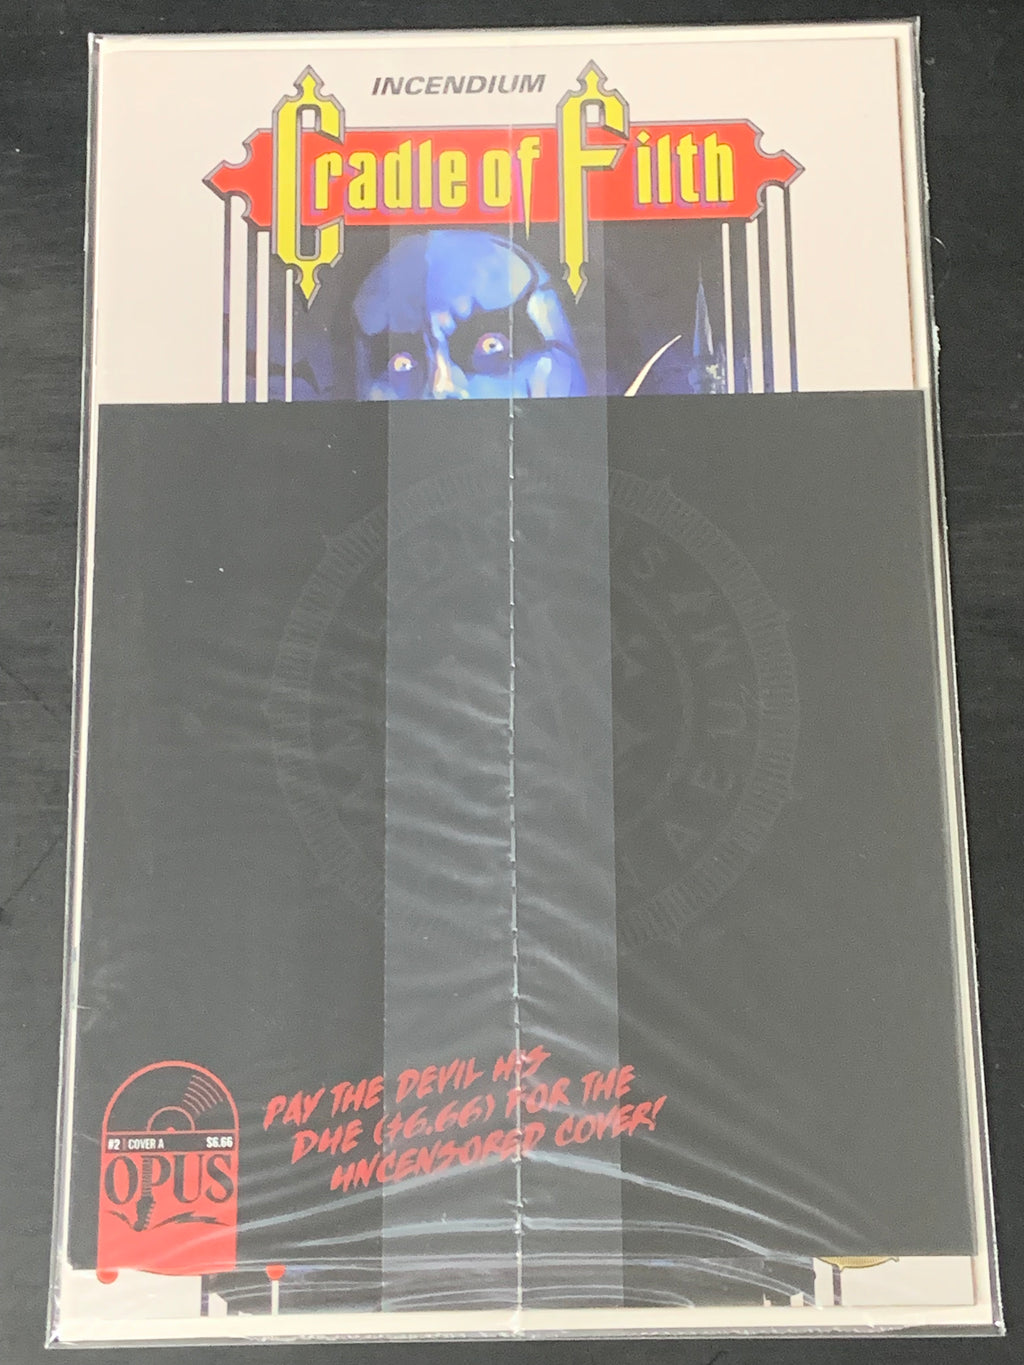 INCENDIUM
Cradle of Filth
PAY THE DEVIL HIS
DUE ($6.66) FOR THE
UNCENSORED COVER!
#2 | COVER A $6.66
OPUS